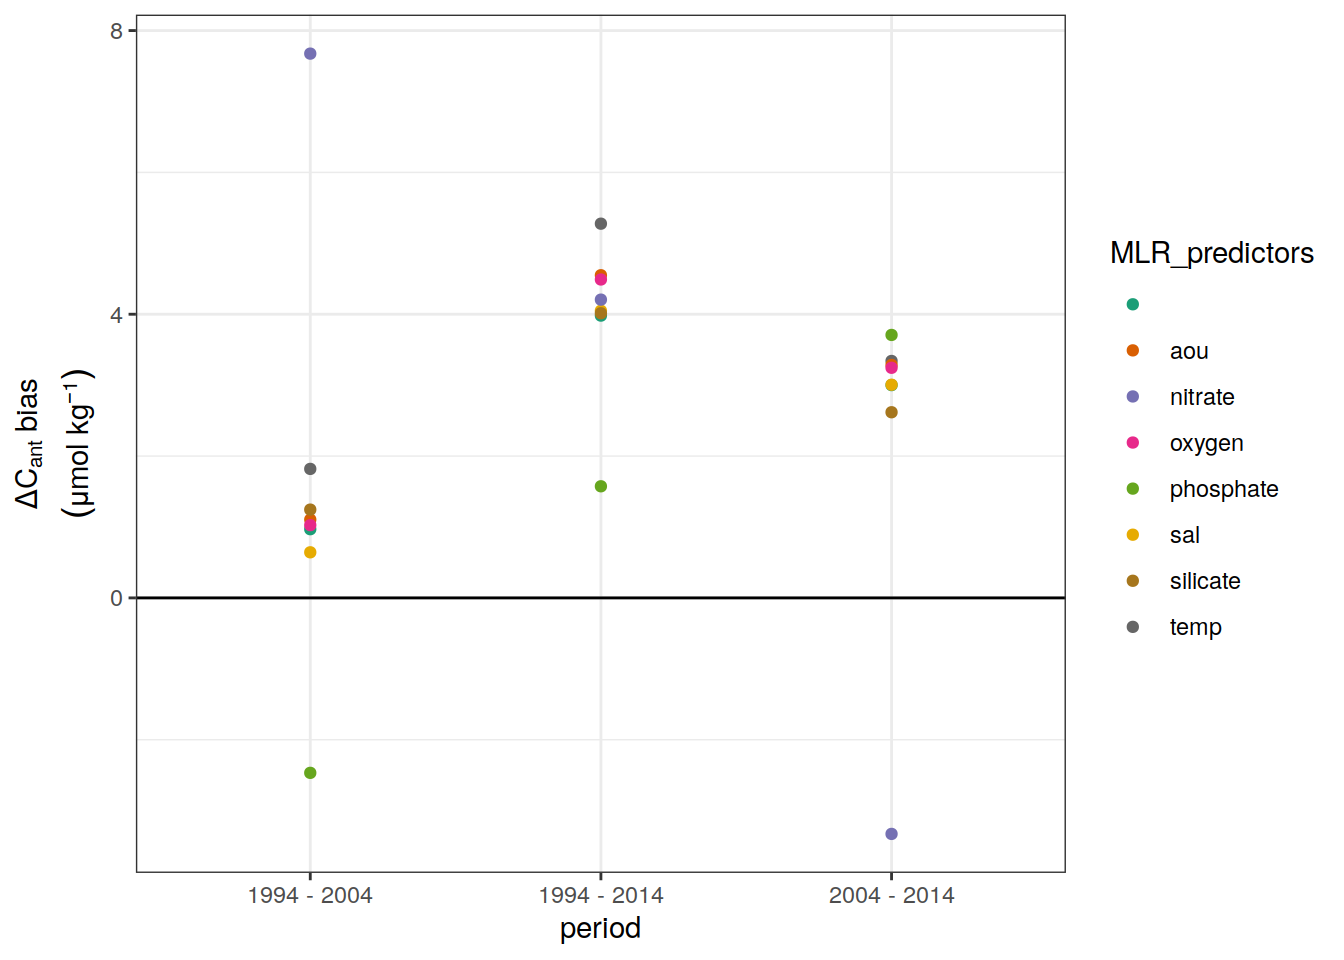 8
4
0
ΔCant bias
(μmol kg⁻¹)
1994 - 2004
1994 - 2014
2004 - 2014
period
MLR_predictors
aou
nitrate
oxygen
phosphate
sal
silicate
temp